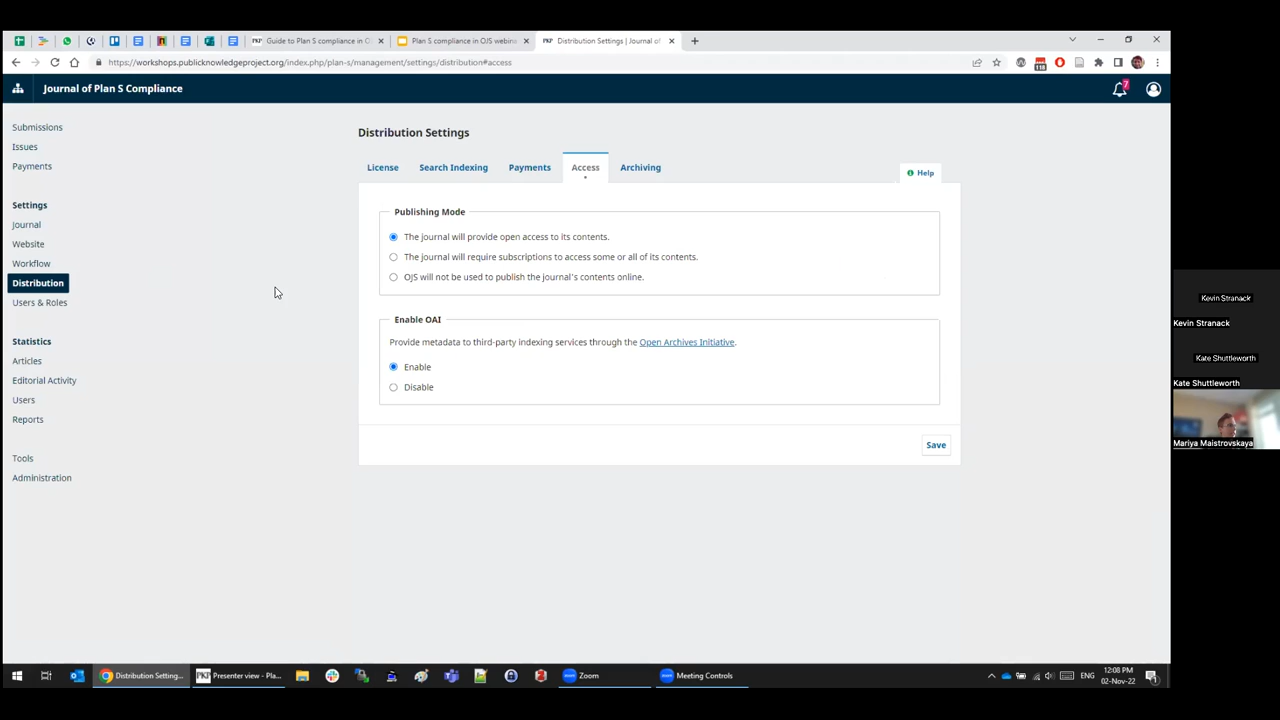 Guide to Plan S compliance in O
Plan S compliance in OJS webina
PKP
Distribution Settings | Journal of
https://workshops.publicknowledgeproject.org/index.php/plan-s/management/settings/distribution#access
Journal of Plan S Compliance
7
Submissions
Issues
Payments
Settings
Journal
Website
Workflow
Distribution
Users & Roles
Statistics
Articles
Editorial Activity
Users
Reports
Tools
Administration
Distribution Settings
License
Search Indexing
Payments
Access
Archiving
Help
Publishing Mode
The journal will provide open access to its contents.
The journal will require subscriptions to access some or all of its contents.
OJS will not be used to publish the journal's contents online.
Enable OAI
Provide metadata to third-party indexing services through the Open Archives Initiative.
Enable
Disable
Save
Kevin Stranack
Kevin Stranack
Kate Shuttleworth
Kate Shuttleworth
Mariya Maistrovskaya
Distribution Setting...
PKP
Presenter view - Pla...
Zoom
Meeting Controls
ENG
12:08 PM
02-Nov-22